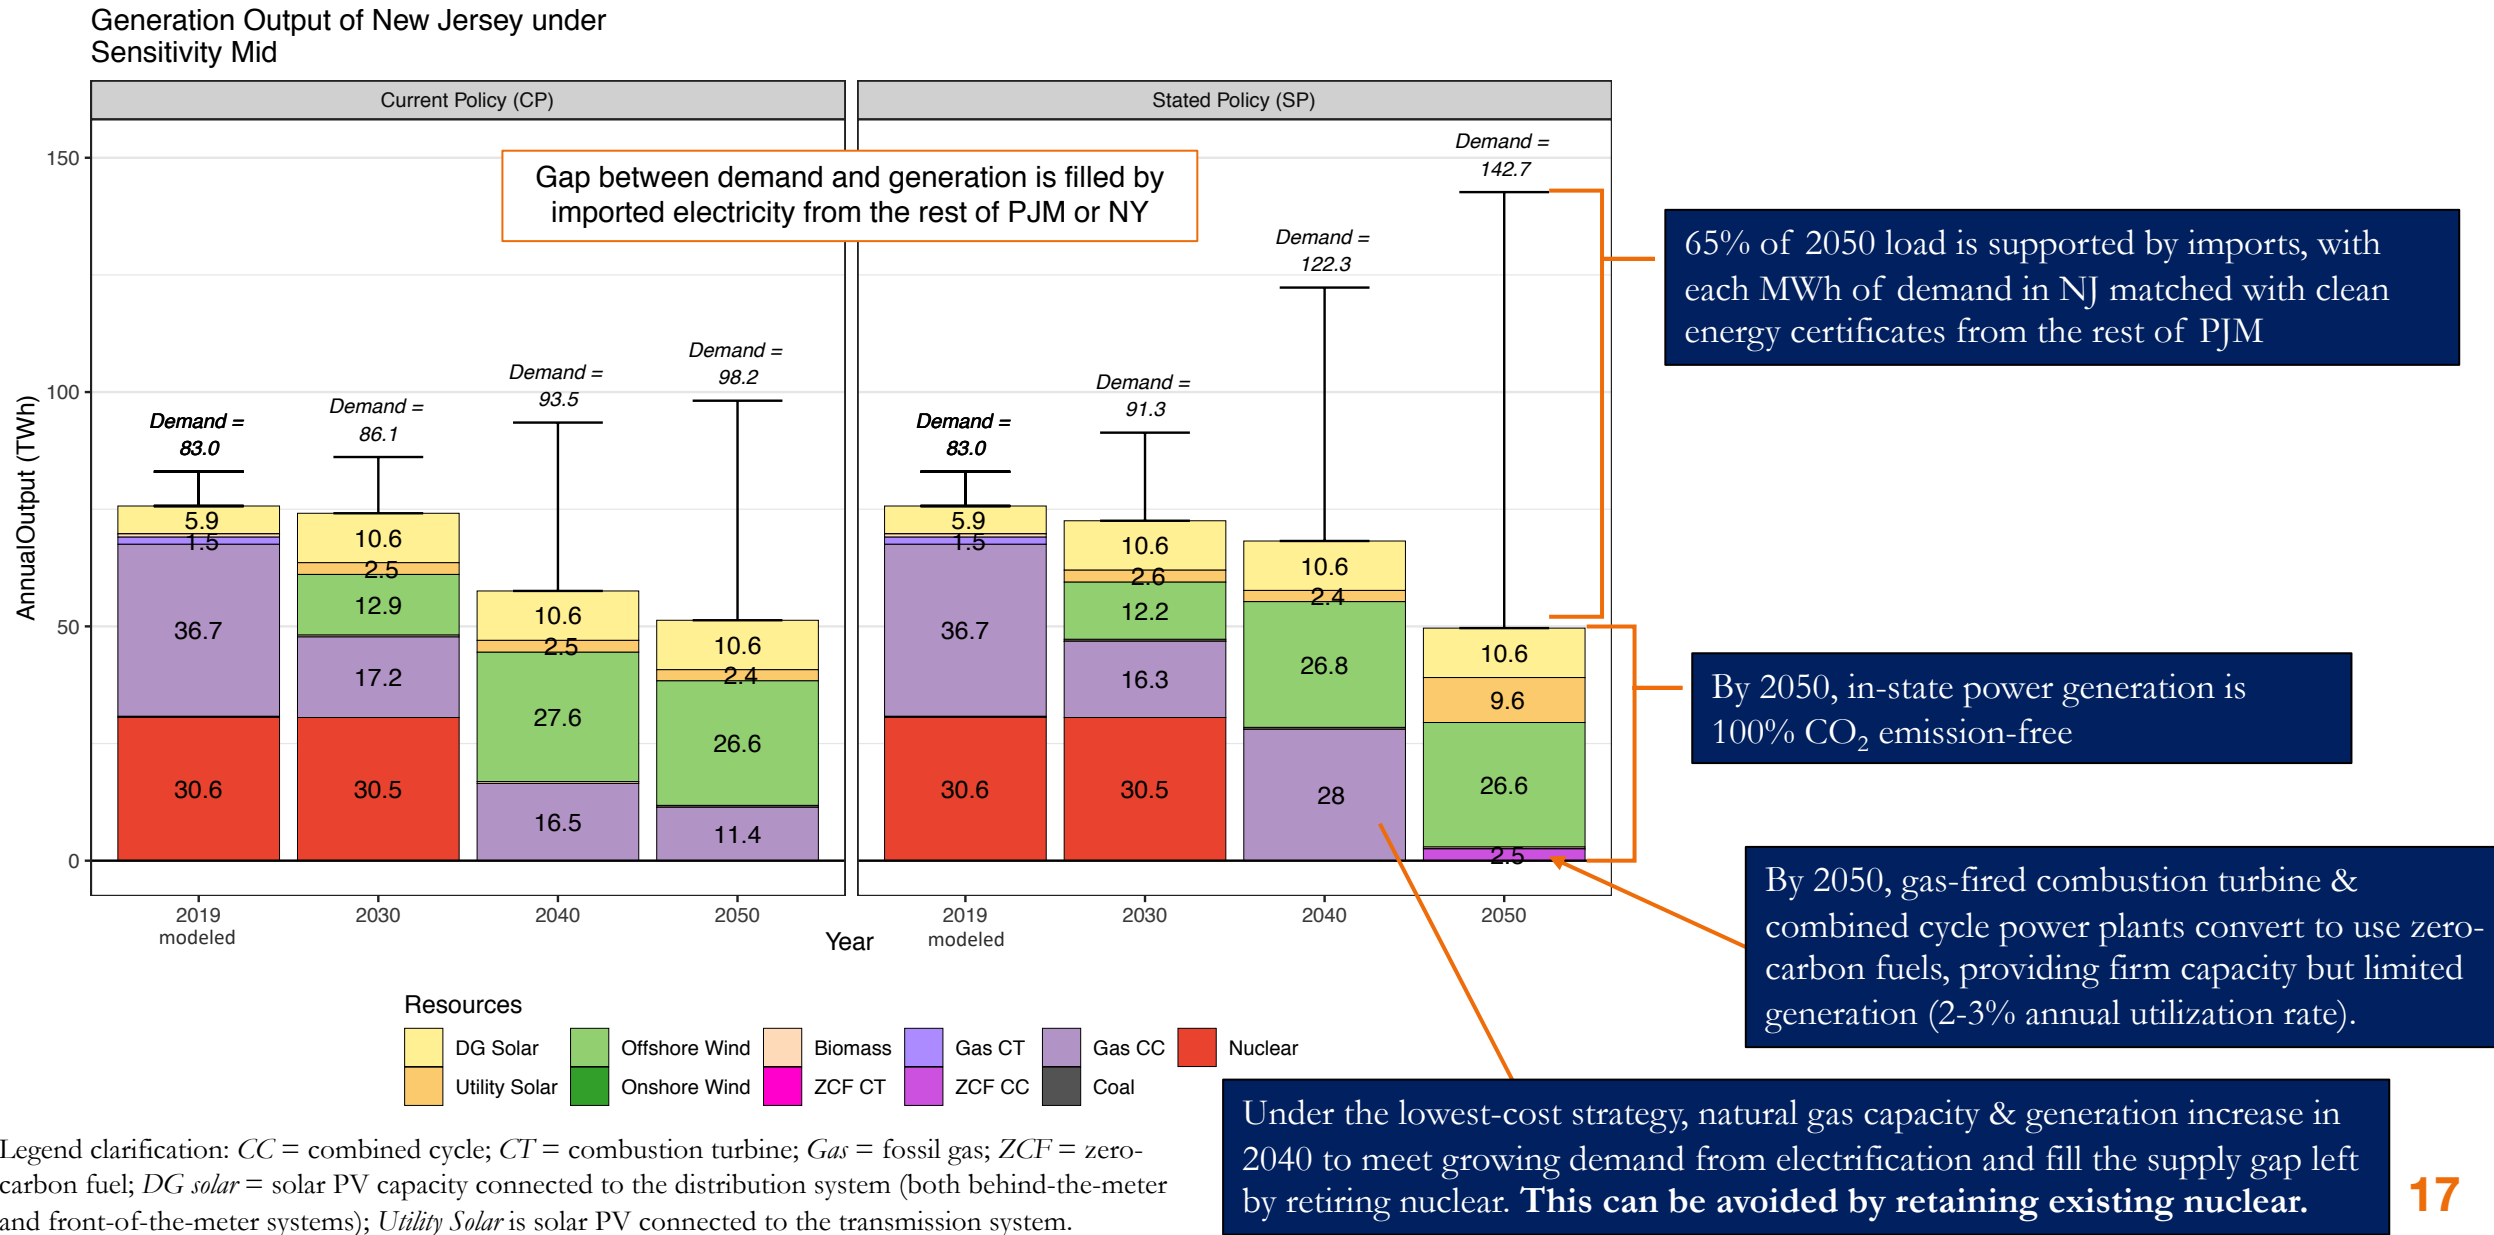 Generation Output of New Jersey under
Sensitivity Mid
Current Policy (CP)
Stated Policy (SP)
Gap between demand and generation is filled by
imported electricity from the rest of PJM or NY
AnnualOutput (TWh)
150
100
50
0
Demand =
83.0
5.9
1.5
36.7
30.6
Demand =
86.1
10.6
2.5
12.9
17.2
30.5
Demand =
93.5
10.6
2.5
27.6
16.5
Demand =
98.2
10.6
2.4
26.6
11.4
Demand =
83.0
5.9
1.5
36.7
30.6
Demand =
91.3
10.6
2.6
12.2
16.3
30.5
Demand =
122.3
10.6
2.4
26.8
28
Demand =
142.7
10.6
9.6
26.6
2.5
2019
modeled
2030
2040
2050
Year
2019
modeled
2030
2040
2050
65% of 2050 load is supported by imports, with
each MWh of demand in NJ matched with clean
energy certificates from the rest of PJM
By 2050, in-state power generation is
100% CO₂ emission-free
By 2050, gas-fired combustion turbine &
combined cycle power plants convert to use zero-
carbon fuels, providing firm capacity but limited
generation (2-3% annual utilization rate).
Under the lowest-cost strategy, natural gas capacity & generation increase in
2040 to meet growing demand from electrification and fill the supply gap left
by retiring nuclear. This can be avoided by retaining existing nuclear.
Resources
DG Solar Offshore Wind Biomass Gas CT Gas CC Nuclear
Utility Solar Onshore Wind ZCF CT ZCF CC Coal
Legend clarification: CC = combined cycle; CT = combustion turbine; Gas = fossil gas; ZCF = zero-
carbon fuel; DG solar = solar PV capacity connected to the distribution system (both behind-the-meter
and front-of-the-meter systems); Utility Solar is solar PV connected to the transmission system.
17